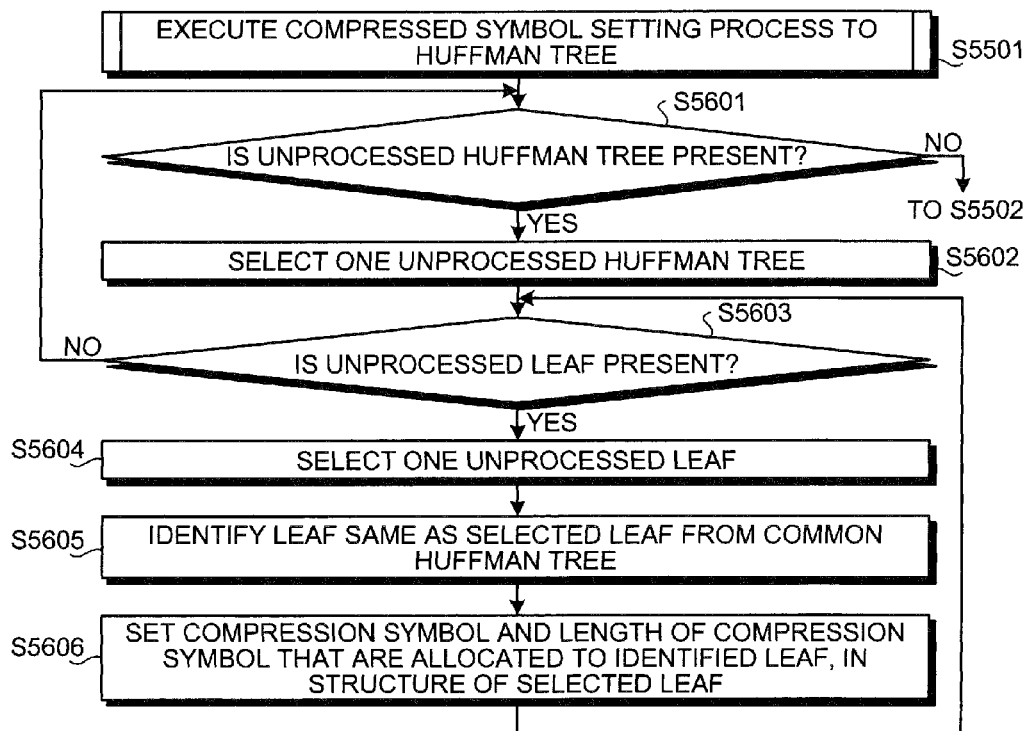 EXECUTE COMPRESSED SYMBOL SETTING PROCESS TO
HUFFMAN TREE
S5501
S5601
IS UNPROCESSED HUFFMAN TREE PRESENT?
NO
TO S5502
YES
SELECT ONE UNPROCESSED HUFFMAN TREE
S5602
S5603
NO
IS UNPROCESSED LEAF PRESENT?
YES
S5604
SELECT ONE UNPROCESSED LEAF
S5605
IDENTIFY LEAF SAME AS SELECTED LEAF FROM COMMON
HUFFMAN TREE
S5606
SET COMPRESSION SYMBOL AND LENGTH OF COMPRESSION
SYMBOL THAT ARE ALLOCATED TO IDENTIFIED LEAF, IN
STRUCTURE OF SELECTED LEAF